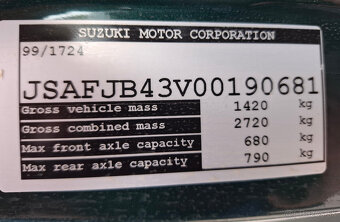 SUZUKI MOTOR CORPORATION
99/1724
JSAFJB43V00190681
Gross vehicle mass 1420 kg
Gross combined mass 2720 kg
Max front axle capacity 680 kg
Max rear axle capacity 790 kg